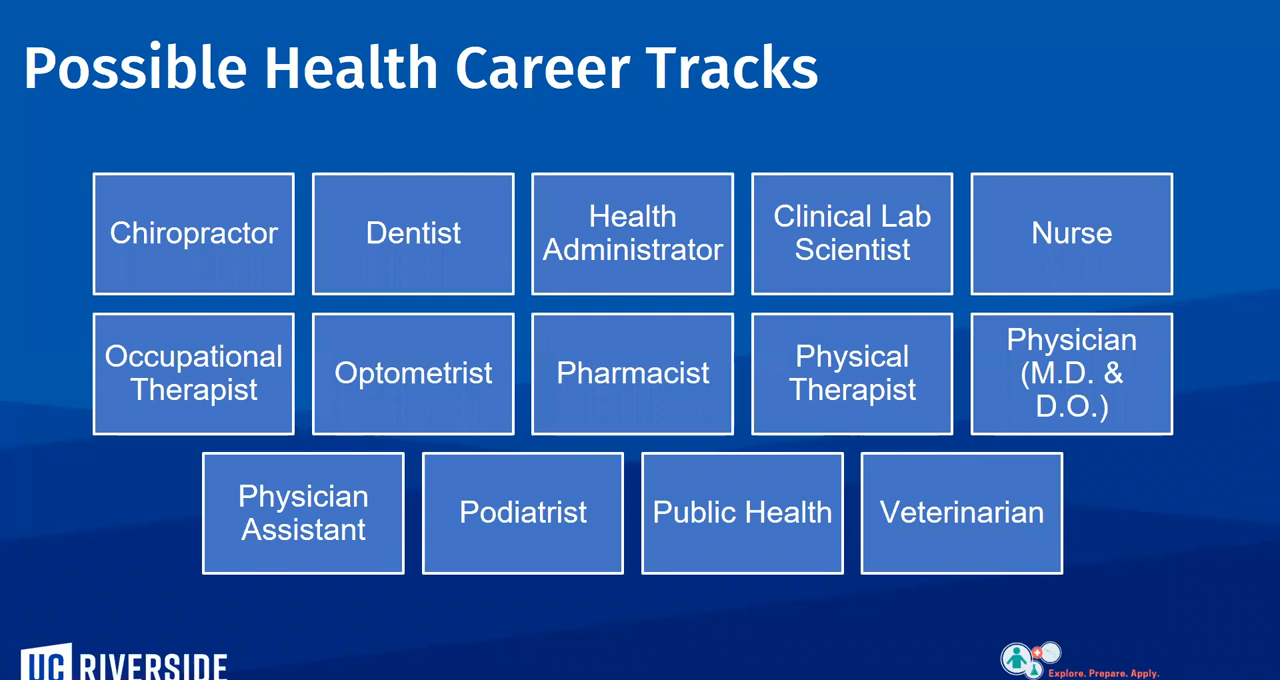 Possible Health Career Tracks
Chiropractor
Dentist
Health
Administrator
Clinical Lab
Scientist
Nurse
Occupational
Therapist
Optometrist
Pharmacist
Physical
Therapist
Physician
(M.D. &
D.O.)
Physician
Assistant
Podiatrist
Public Health
Veterinarian
UC RIVERSIDE
Explore. Prepare. Apply.